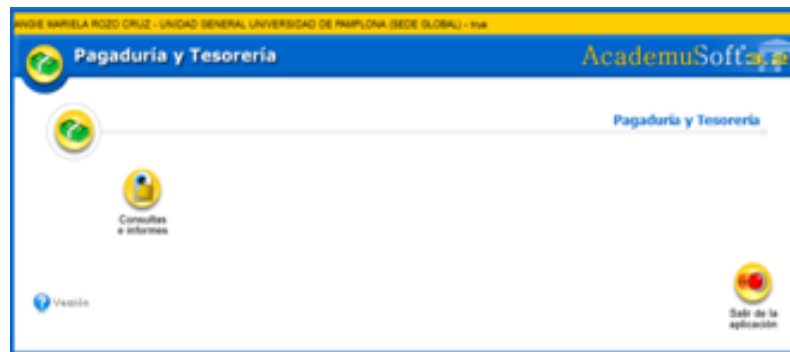 ANGIE MARIELA ROZO CRUZ - UNIDAD GENERAL, UNIVERSIDAD DE PAMPLONA (SEDE GLOBAL) - true
Pagaduría y Tesorería
AcademuSoft
Pagaduría y Tesorería
Consultas
e informes
Versión
Salir de la
aplicación